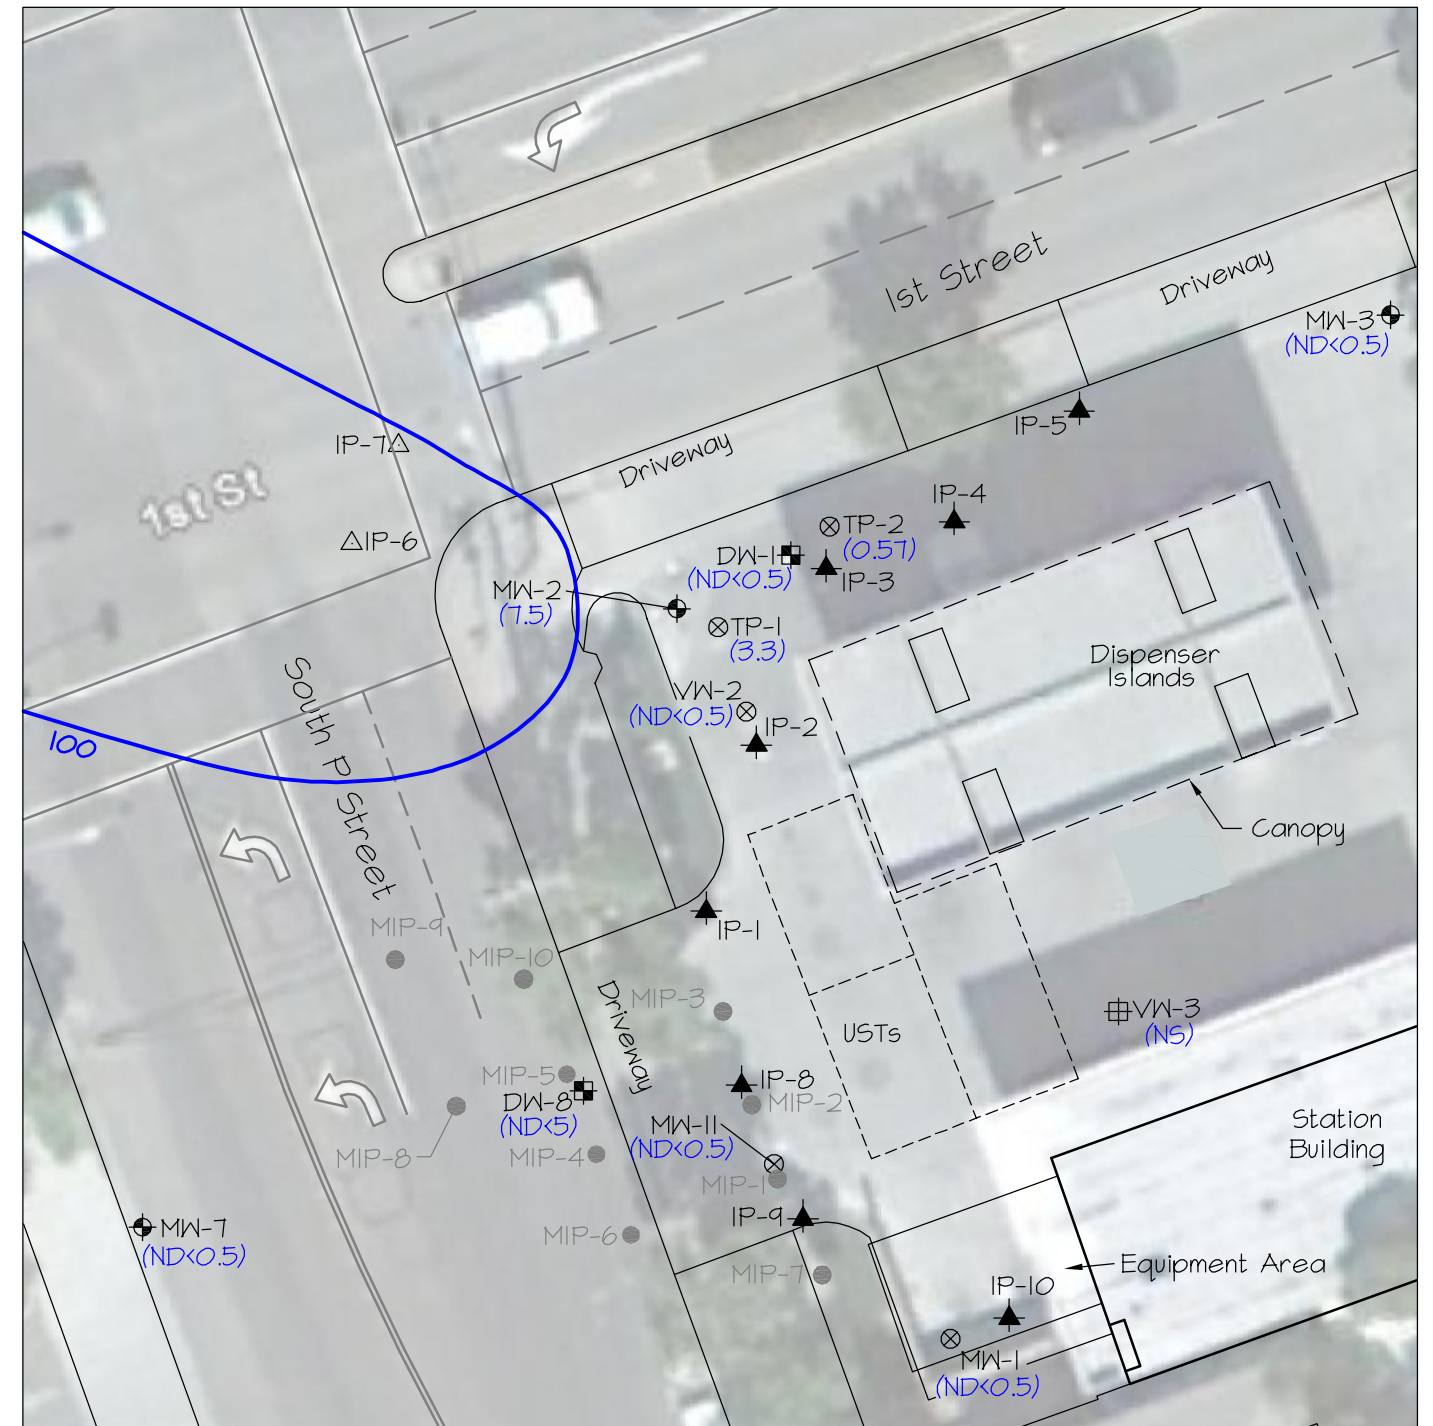 1st Street
Driveway
MW-3
(ND<0.5)
IP-5
IP-7
Driveway
1st St
IP-6
IP-4
TP-2
(0.57)
DW-1
(ND<0.5)
IP-3
MW-2
(7.5)
TP-1
(3.3)
VW-2
(ND<0.5)
IP-2
Dispenser
Islands
South P Street
100
Canopy
MIP-9
IP-1
MIP-10
MIP-3
Driveway
USTs
VW-3
(NS)
MIP-5
DW-8
(ND<5)
IP-8
MIP-2
MW-11
(ND<0.5)
MIP-8
MIP-4
MIP-1
Station
Building
IP-9
MW-7
(ND<0.5)
MIP-6
MIP-7
Equipment Area
IP-10
MW-1
(ND<0.5)